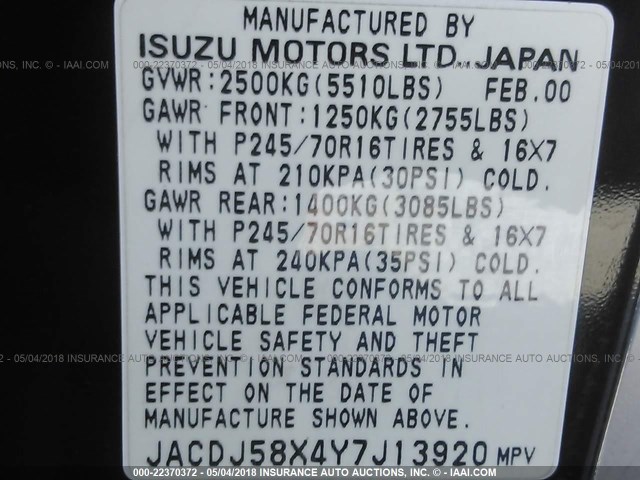 MANUFACTURED BY
ISUZU MOTORS LTD., JAPAN
GVWR:2500KG(5510LBS) FEB.00
GAWR FRONT:1250KG(2755LBS)
WITH P245/70R16TIRES & 16X7
RIMS AT 210KPA(30PSI) COLD.
GAWR REAR:1400KG(3085LBS)
WITH P245/70R16TIRES & 16X7
RIMS AT 240KPA(35PSI) COLD.
THIS VEHICLE CONFORMS TO ALL
APPLICABLE FEDERAL MOTOR
VEHICLE SAFETY AND THEFT
PREVENTION STANDARDS IN
EFFECT ON THE DATE OF
MANUFACTURE SHOWN ABOVE.
JACDJ58X4Y7J13920 MPV
000-22370372 - 05/04/2018 - INSURANCE AUTO AUCTIONS, INC. - © IAAI.COM